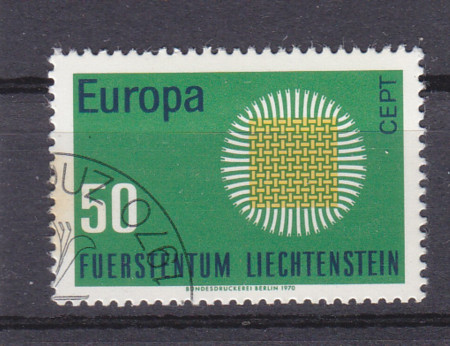 Europa
CEPT
50
FUERSTENTUM LIECHTENSTEIN
BUNDESDRUCKEREI BERLIN 1970